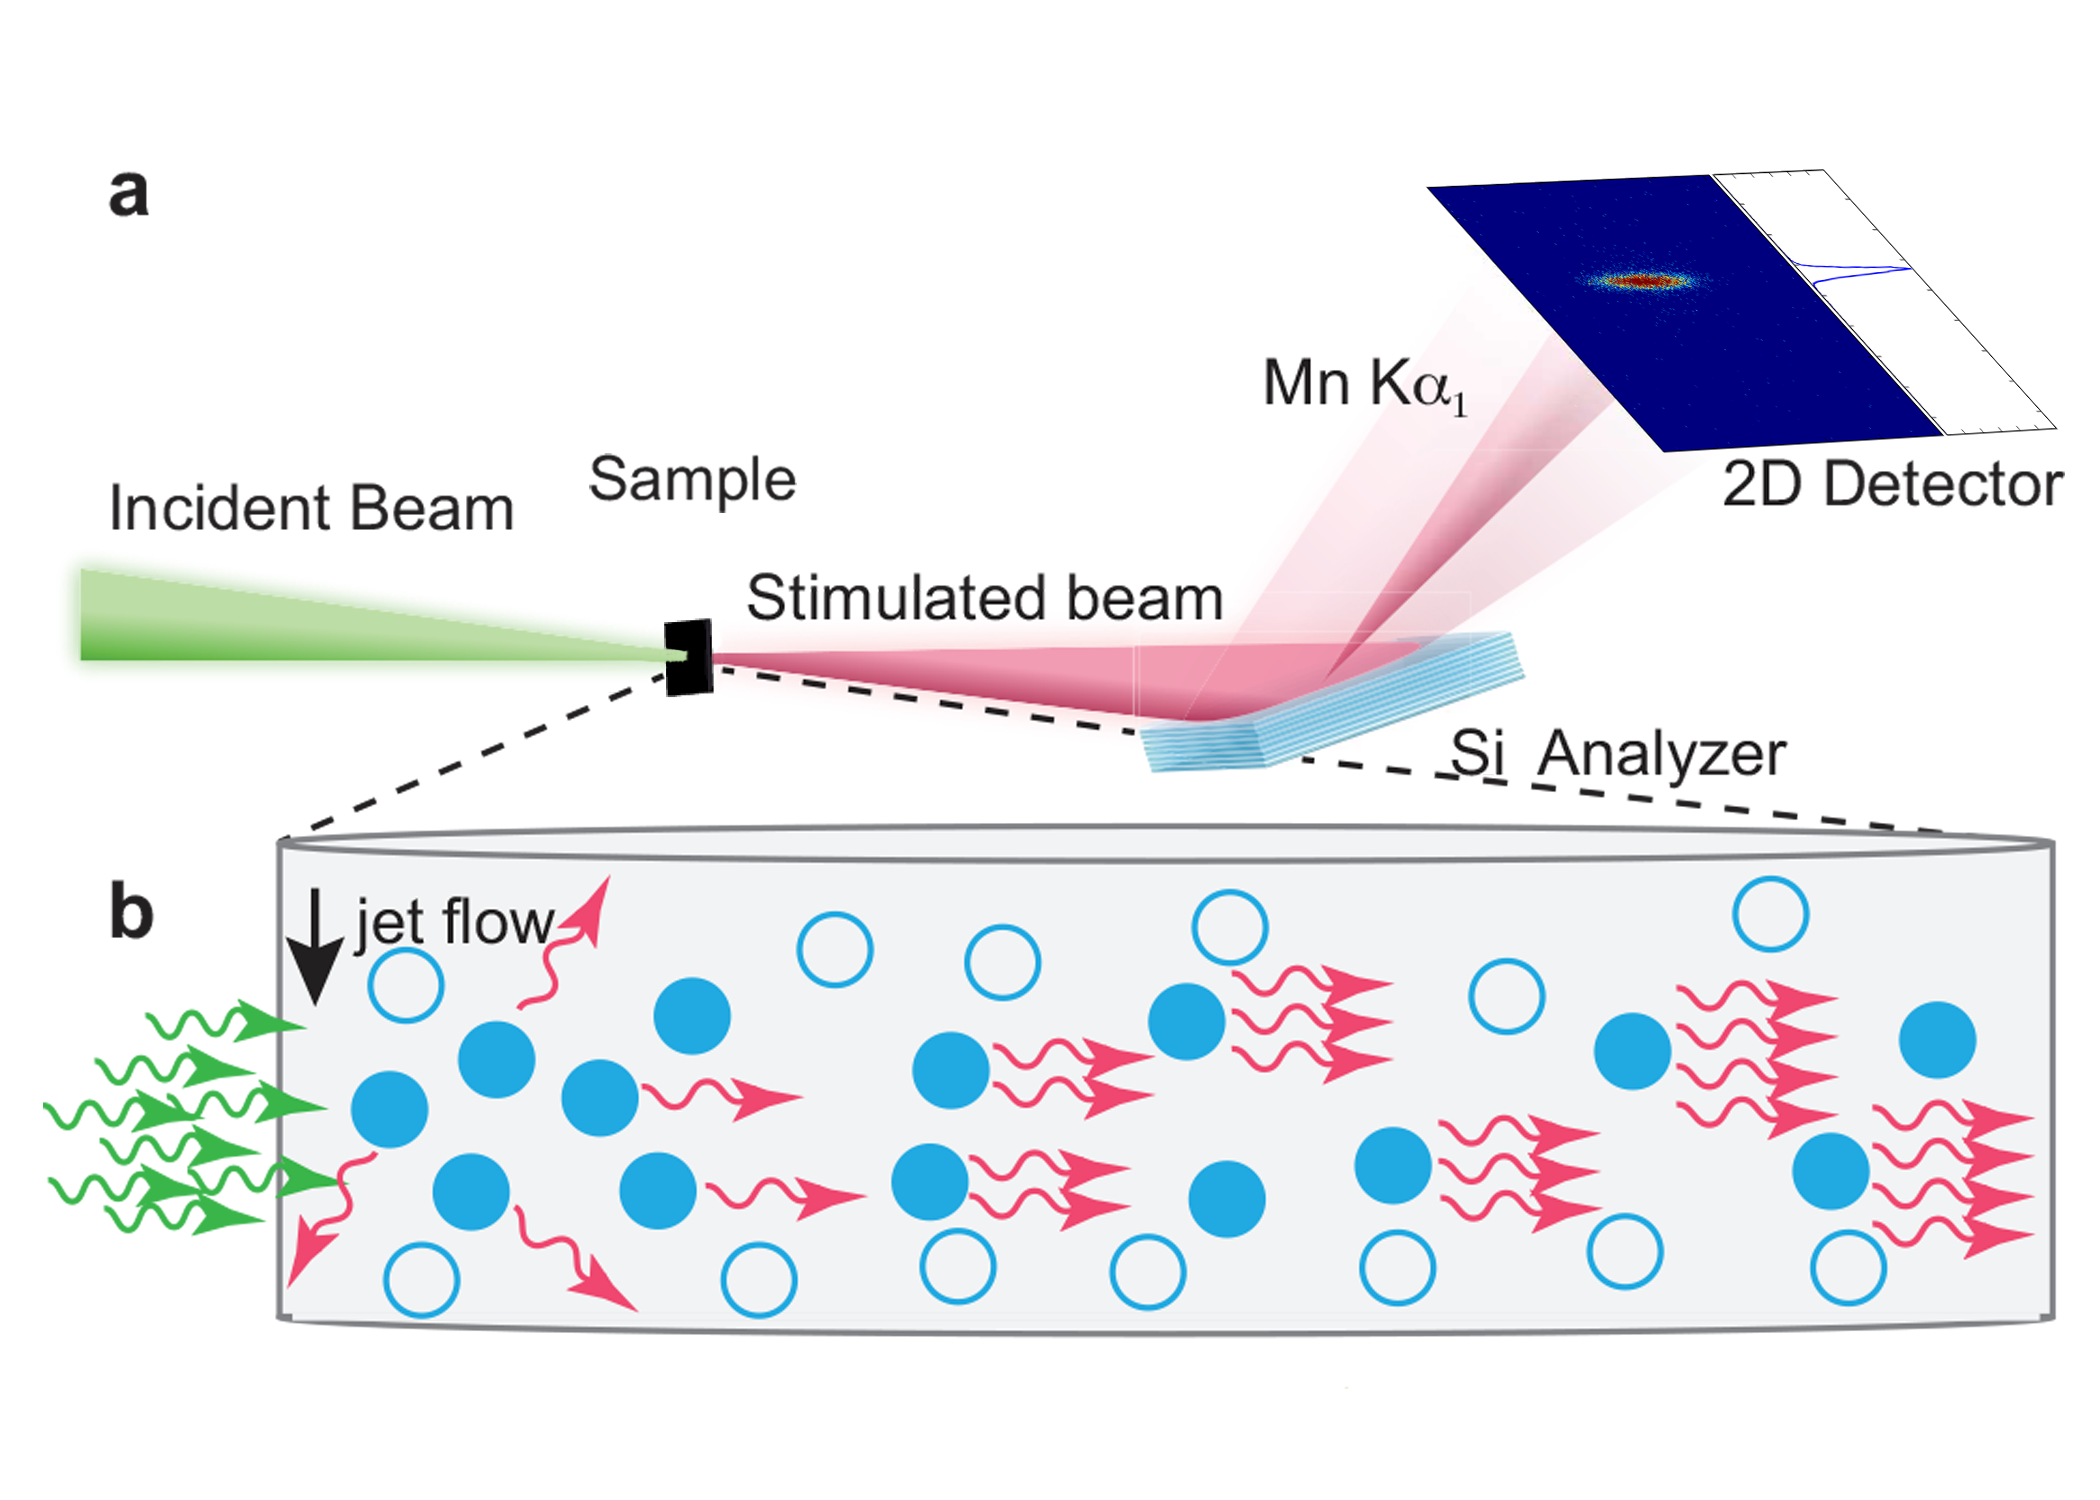 a
Incident Beam
Sample
Stimulated beam
Mn Kα₁
2D Detector
Si Analyzer
b
jet flow